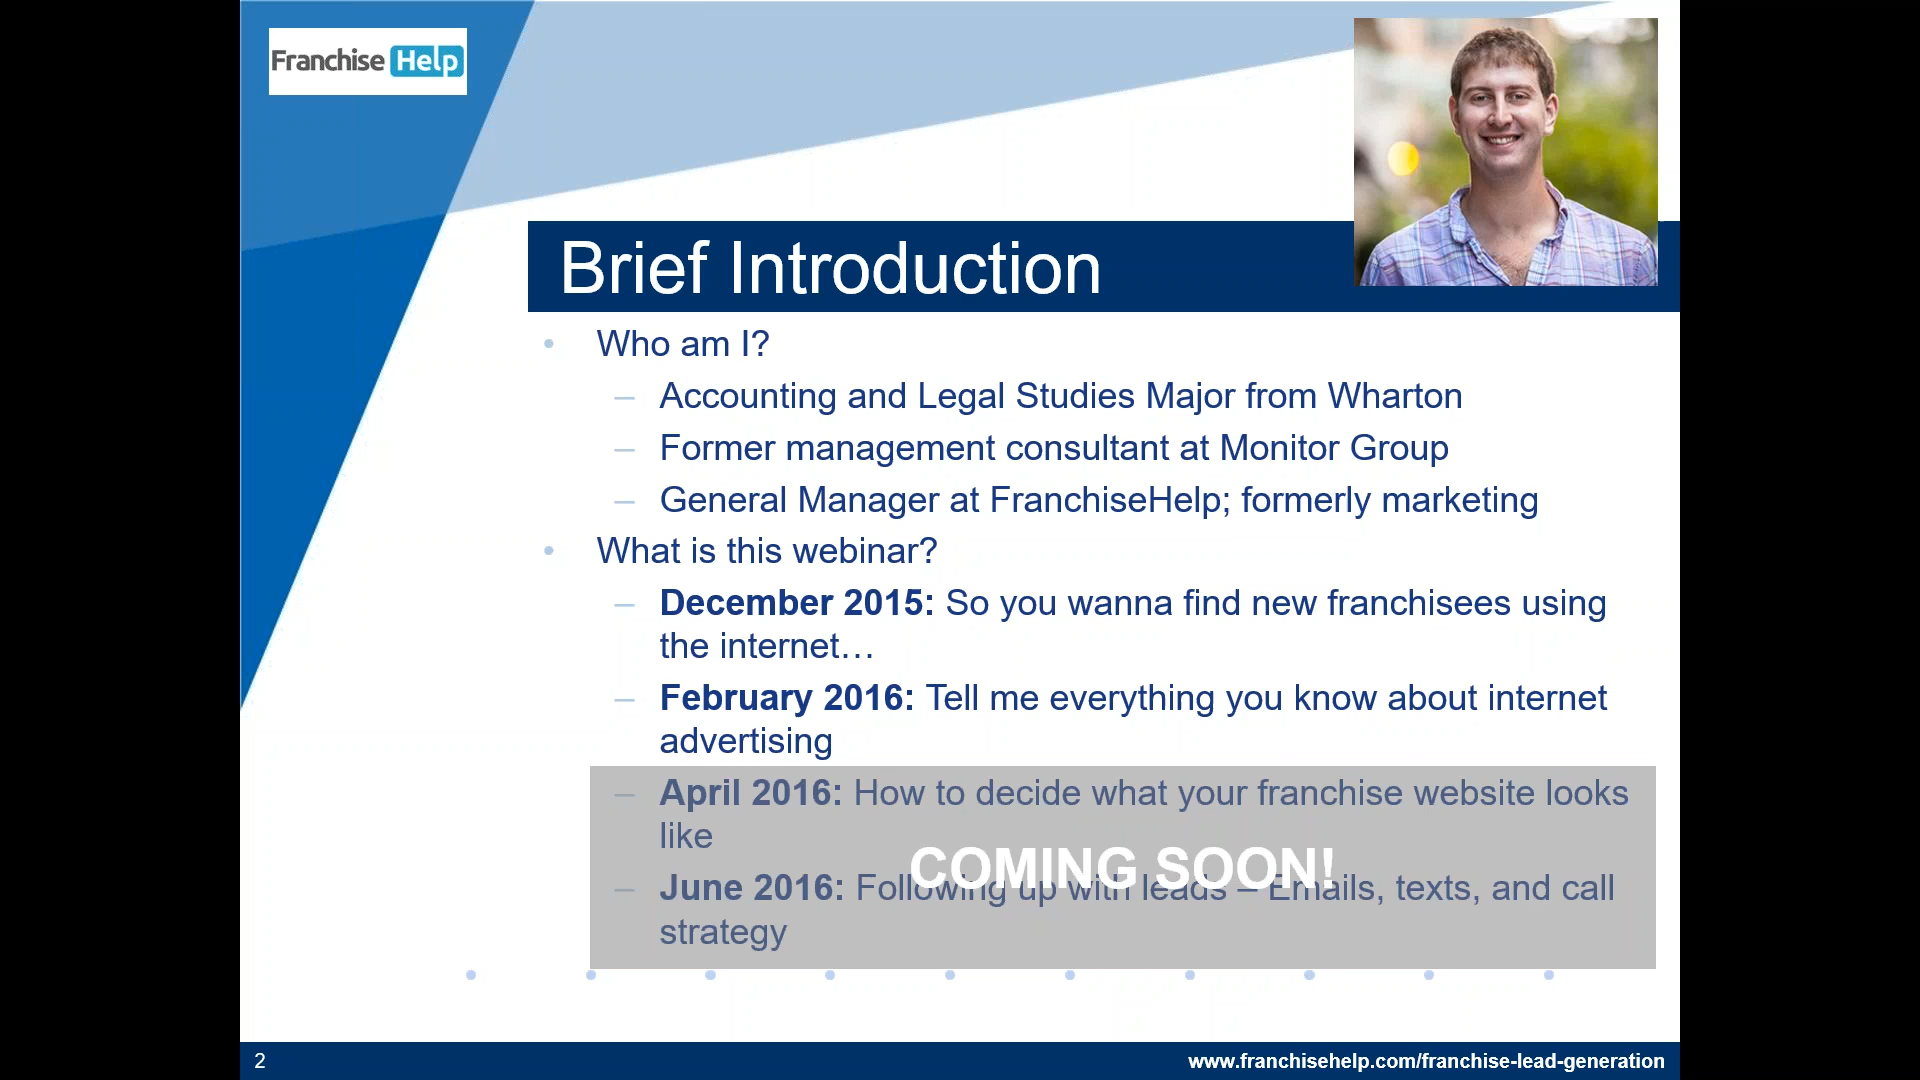 Franchise Help
Brief Introduction
• Who am I?
– Accounting and Legal Studies Major from Wharton
– Former management consultant at Monitor Group
– General Manager at FranchiseHelp; formerly marketing
• What is this webinar?
– December 2015: So you wanna find new franchisees using
the internet…
– February 2016: Tell me everything you know about internet
advertising
– April 2016: How to decide what your franchise website looks
like
COMING SOON!
– June 2016: Following up with leads – Emails, texts, and call
strategy
2
www.franchisehelp.com/franchise-lead-generation